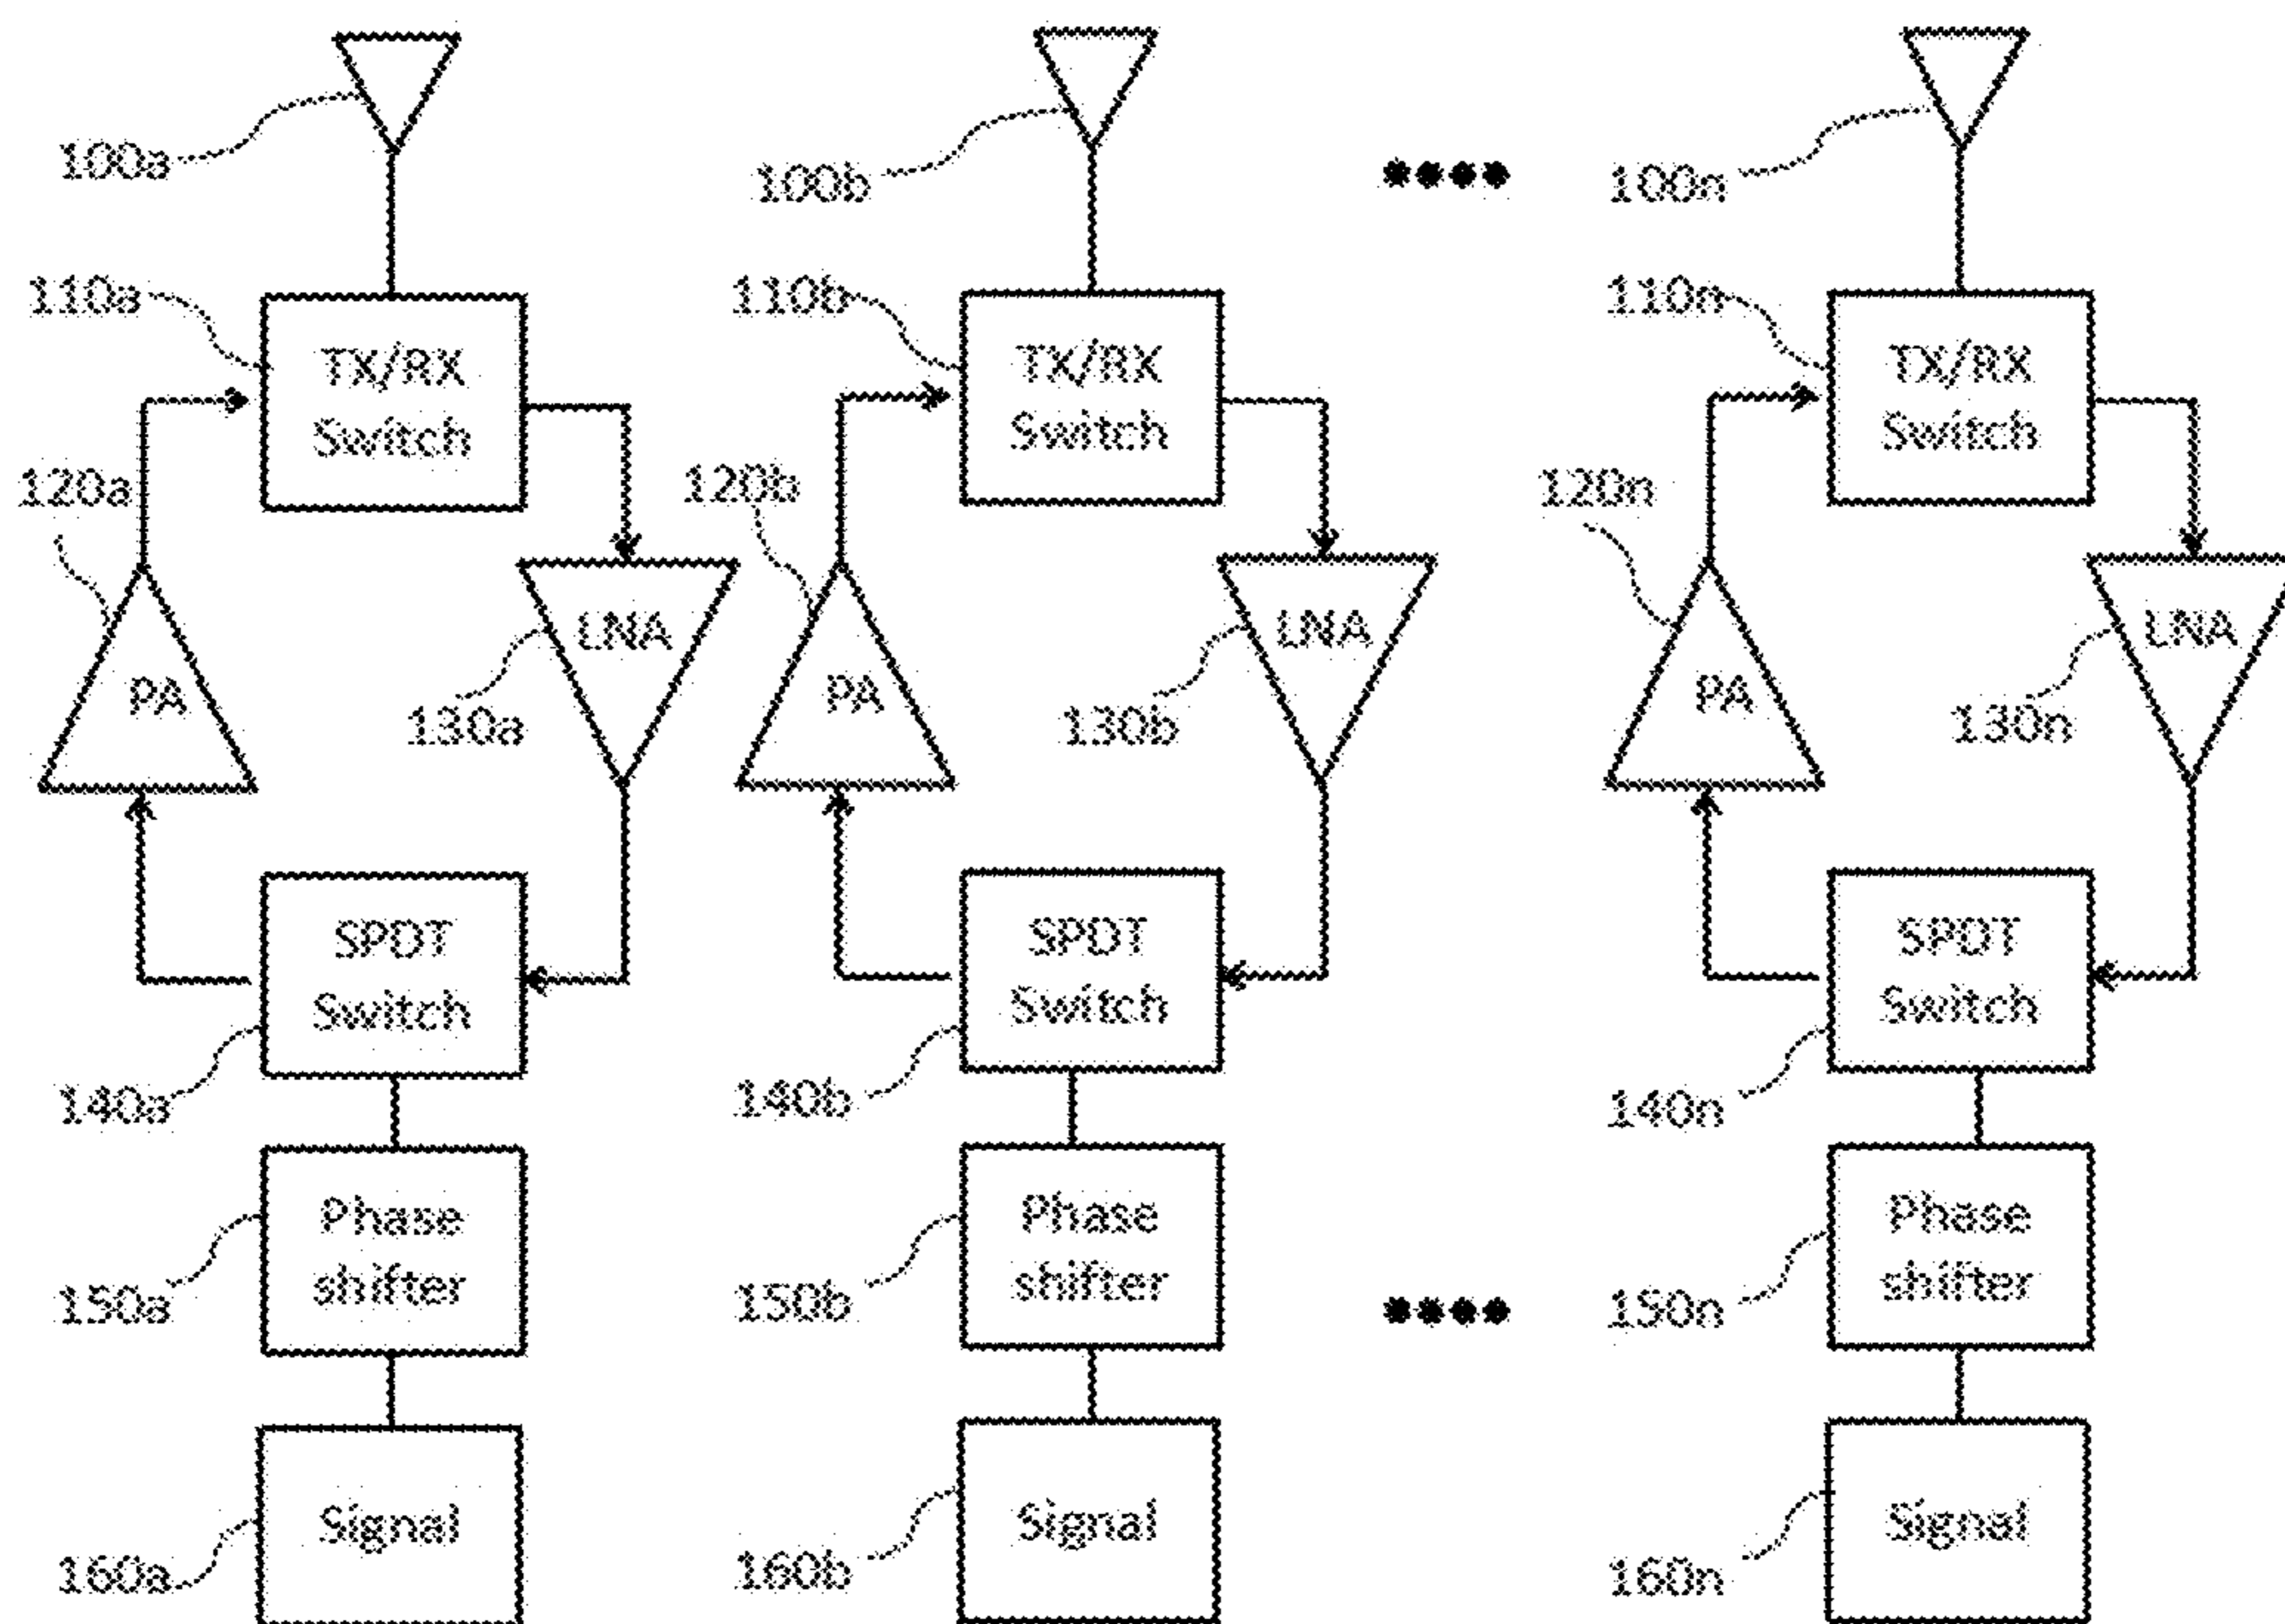 100a
100b
100n
110a
110b
110n
TX/RX
Switch
TX/RX
Switch
TX/RX
Switch
120a
120b
120n
LNA
LNA
LNA
PA
PA
PA
130a
130b
130n
SPDT
Switch
SPDT
Switch
SPDT
Switch
140a
140b
140n
Phase
shifter
Phase
shifter
Phase
shifter
150a
150b
150n
Signal
Signal
Signal
160a
160b
160n